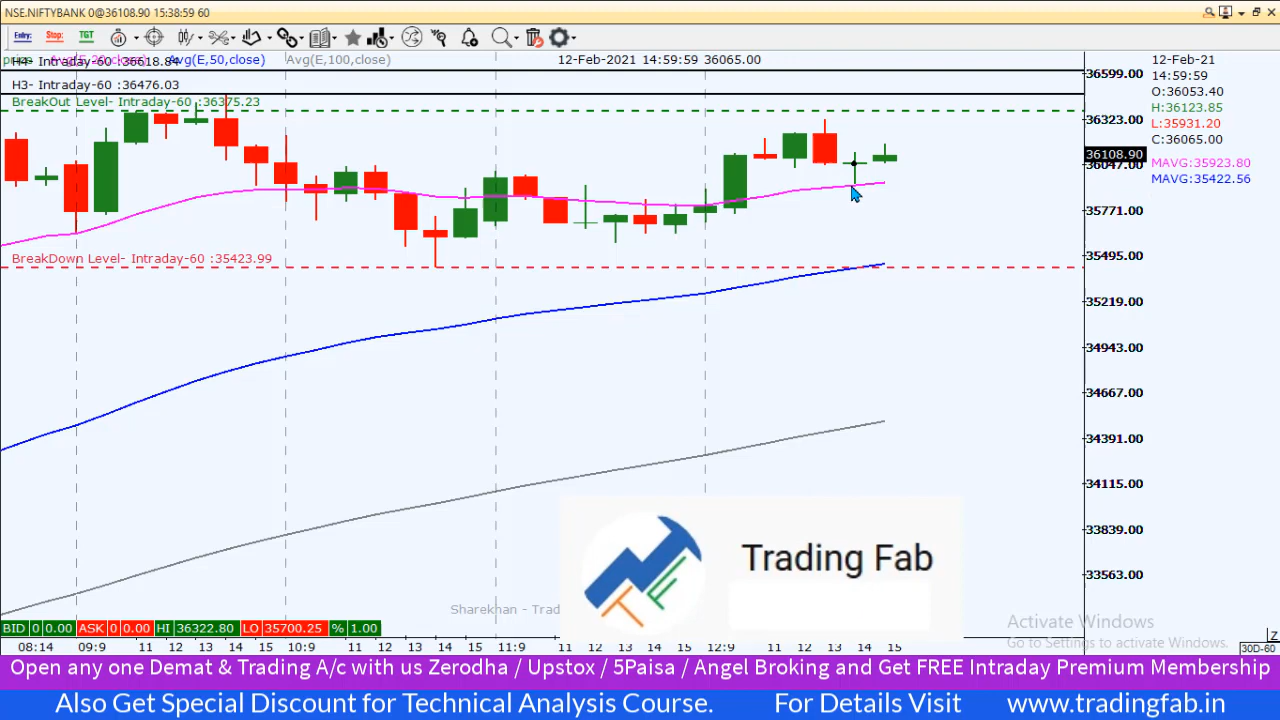 NSE.NIFTYBANK 0@36108.90 15:38:59 60
Entry: Stop: TGT
Avg(E,50,close) Avg(E,100,close) 12-Feb-2021 14:59:59 36065.00
H4- Intraday-60 :36618.84
H3- Intraday-60 :36476.03
BreakOut Level- Intraday-60 :36375.23
BreakDown Level- Intraday-60 :35423.99
36599.00
36323.00
36108.90
36047.00
35771.00
35495.00
35219.00
34943.00
34667.00
34391.00
34115.00
33839.00
33563.00
12-Feb-21
14:59:59
O:36053.40
H:36123.85
L:35931.20
C:36065.00
MAVG:35923.80
MAVG:35422.56
Trading Fab
Sharekhan - Trad
Activate Windows
Go to Settings to activate Windows.
BID 0 0.00 ASK 0 0.00 HI 36322.80 LO 35700.25 % 1.00
Z
08:14 09:9 11 12 13 14 15 10:9 11 12 13 14 15 11:9 11 12 13 14 15 12:9 11 12 13 14 15 30D-60
Open any one Demat & Trading A/c with us Zerodha / Upstox / 5Paisa / Angel Broking and Get FREE Intraday Premium Membership
Also Get Special Discount for Technical Analysis Course. For Details Visit www.tradingfab.in